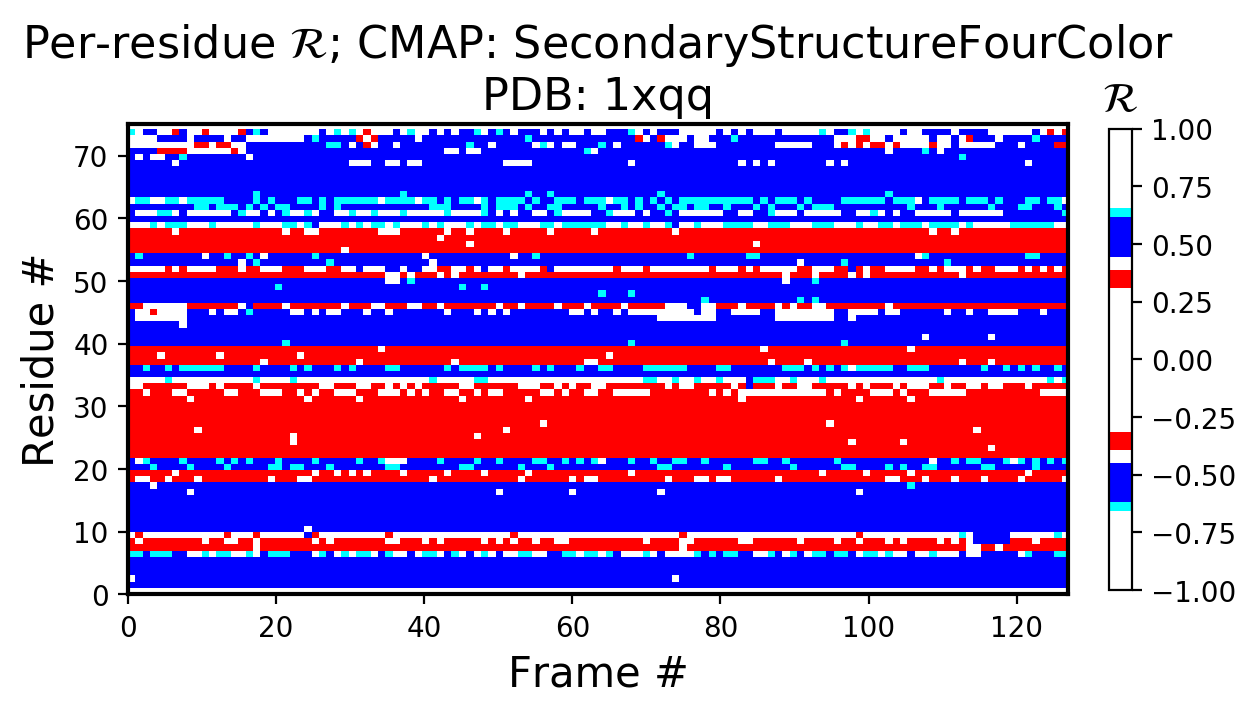 Per-residue ℛ; CMAP: SecondaryStructureFourColor
PDB: 1xqq
ℛ
1.00
0.75
0.50
0.25
0.00
−0.25
−0.50
−0.75
−1.00
Residue #
70
60
50
40
30
20
10
0
0 20 40 60 80 100 120
Frame #